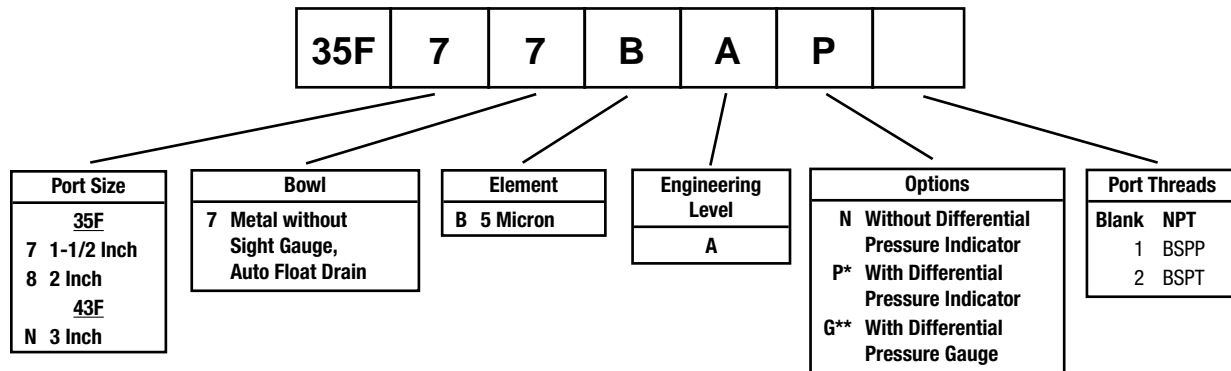 35F 7 7 B A P
Port Size
35F
7 1-1/2 Inch
8 2 Inch
43F
N 3 Inch
Bowl
7 Metal without
Sight Gauge,
Auto Float Drain
Element
B 5 Micron
Engineering
Level
A
Options
N Without Differential
Pressure Indicator
P* With Differential
Pressure Indicator
G** With Differential
Pressure Gauge
Port Threads
Blank NPT
1 BSPP
2 BSPT